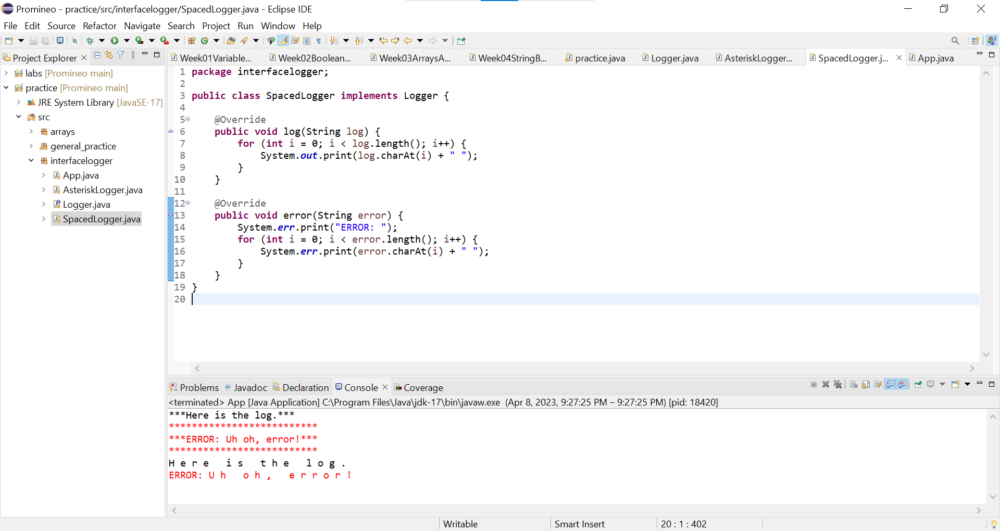 Promineo - practice/src/interfacelogger/SpacedLogger.java - Eclipse IDE
File Edit Source Refactor Navigate Search Project Run Window Help
Project Explorer
labs [Promineo main]
practice [Promineo main]
JRE System Library [JavaSE-17]
src
arrays
general_practice
interfacelogger
App.java
AsteriskLogger.java
Logger.java
SpacedLogger.java
Week01Variable... Week02Boolean... Week03ArraysA... Week04StringB... practice.java Logger.java AsteriskLogger... SpacedLogger.j... App.java
1 package interfacelogger;
2
3 public class SpacedLogger implements Logger {
4
5     @Override
6     public void log(String log) {
7         for (int i = 0; i < log.length(); i++) {
8             System.out.print(log.charAt(i) + " ");
9         }
10     }
11
12     @Override
13     public void error(String error) {
14         System.err.print("ERROR: ");
15         for (int i = 0; i < error.length(); i++) {
16             System.err.print(error.charAt(i) + " ");
17         }
18     }
19 }
20
Problems Javadoc Declaration Console Coverage
<terminated> App [Java Application] C:\Program Files\Java\jdk-17\bin\javaw.exe (Apr 8, 2023, 9:27:25 PM – 9:27:25 PM) [pid: 18420]
***Here is the log.***
**************************
***ERROR: Uh oh, error!***
**************************
H e r e   i s   t h e   l o g .
ERROR: U h   o h ,   e r r o r !
Writable Smart Insert 20 : 1 : 402